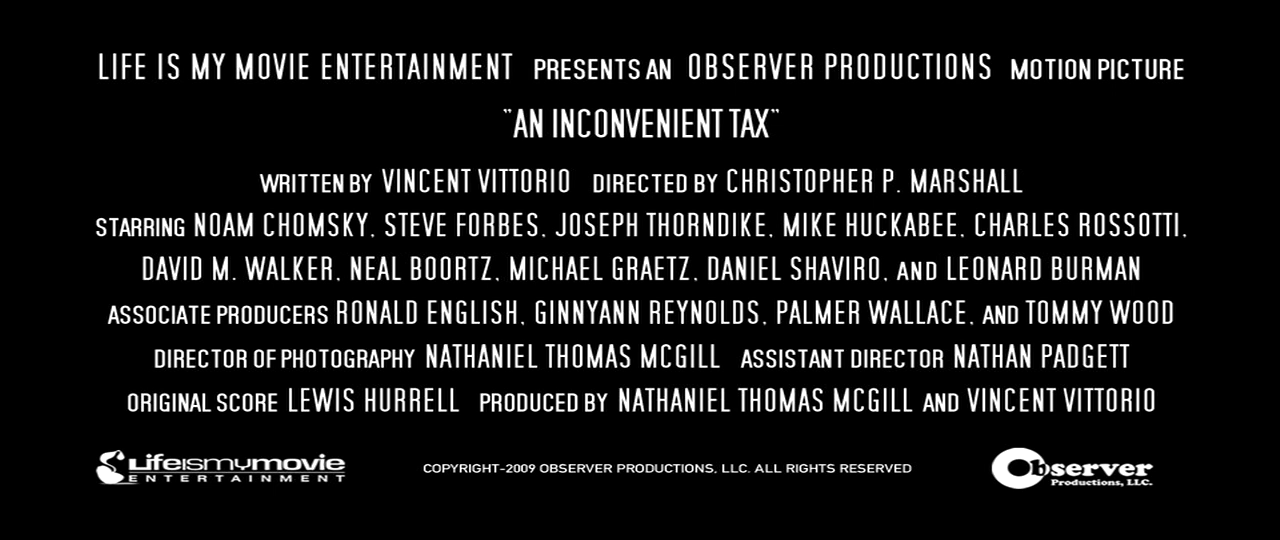 LIFE IS MY MOVIE ENTERTAINMENT PRESENTS AN OBSERVER PRODUCTIONS MOTION PICTURE
"AN INCONVENIENT TAX"
WRITTEN BY VINCENT VITTORIO DIRECTED BY CHRISTOPHER P. MARSHALL
STARRING NOAM CHOMSKY, STEVE FORBES, JOSEPH THORNDIKE, MIKE HUCKABEE, CHARLES ROSSOTTI,
DAVID M. WALKER, NEAL BOORTZ, MICHAEL GRAETZ, DANIEL SHAVIRO, AND LEONARD BURMAN
ASSOCIATE PRODUCERS RONALD ENGLISH, GINNYANN REYNOLDS, PALMER WALLACE, AND TOMMY WOOD
DIRECTOR OF PHOTOGRAPHY NATHANIEL THOMAS MCGILL ASSISTANT DIRECTOR NATHAN PADGETT
ORIGINAL SCORE LEWIS HURRELL PRODUCED BY NATHANIEL THOMAS MCGILL AND VINCENT VITTORIO
Lifeismymovie
ENTERTAINMENT
COPYRIGHT-2009 OBSERVER PRODUCTIONS, LLC. ALL RIGHTS RESERVED
Observer
Productions, LLC.